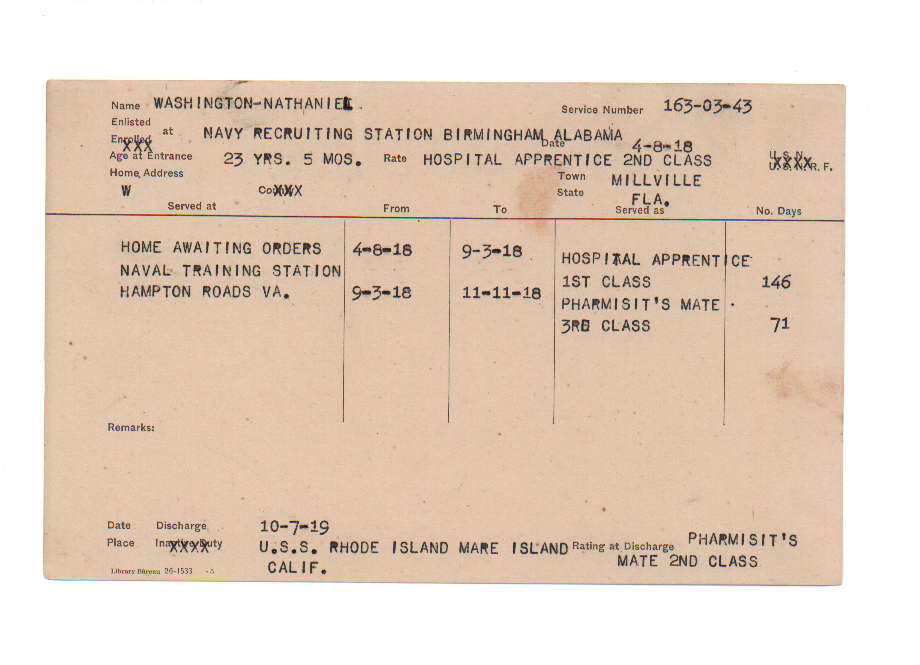 Name WASHINGTON-NATHANIEL.
Service Number 163-03-43
Enlisted
Enrolled at NAVY RECRUITING STATION BIRMINGHAM ALABAMA Date 4-8-18
XXX
Age at Entrance 23 YRS. 5 MOS. Rate HOSPITAL APPRENTICE 2ND CLASS
U.S.N.
U.S.N.R.F.
XXXX
Home Address Town MILLVILLE
W XXX State FLA.
Served at From To Served as No. Days
HOME AWAITING ORDERS 4-8-18 9-3-18 HOSPITAL APPRENTICE
NAVAL TRAINING STATION 1ST CLASS 146
HAMPTON ROADS VA. 9-3-18 11-11-18 PHARMISIT'S MATE
3RD CLASS 71
Remarks:
Date Discharge 10-7-19
Place Inactive Duty U.S.S. RHODE ISLAND MARE ISLAND Rating at Discharge PHARMISIT'S
XXXX
CALIF. MATE 2ND CLASS
Library Bureau 26-1533